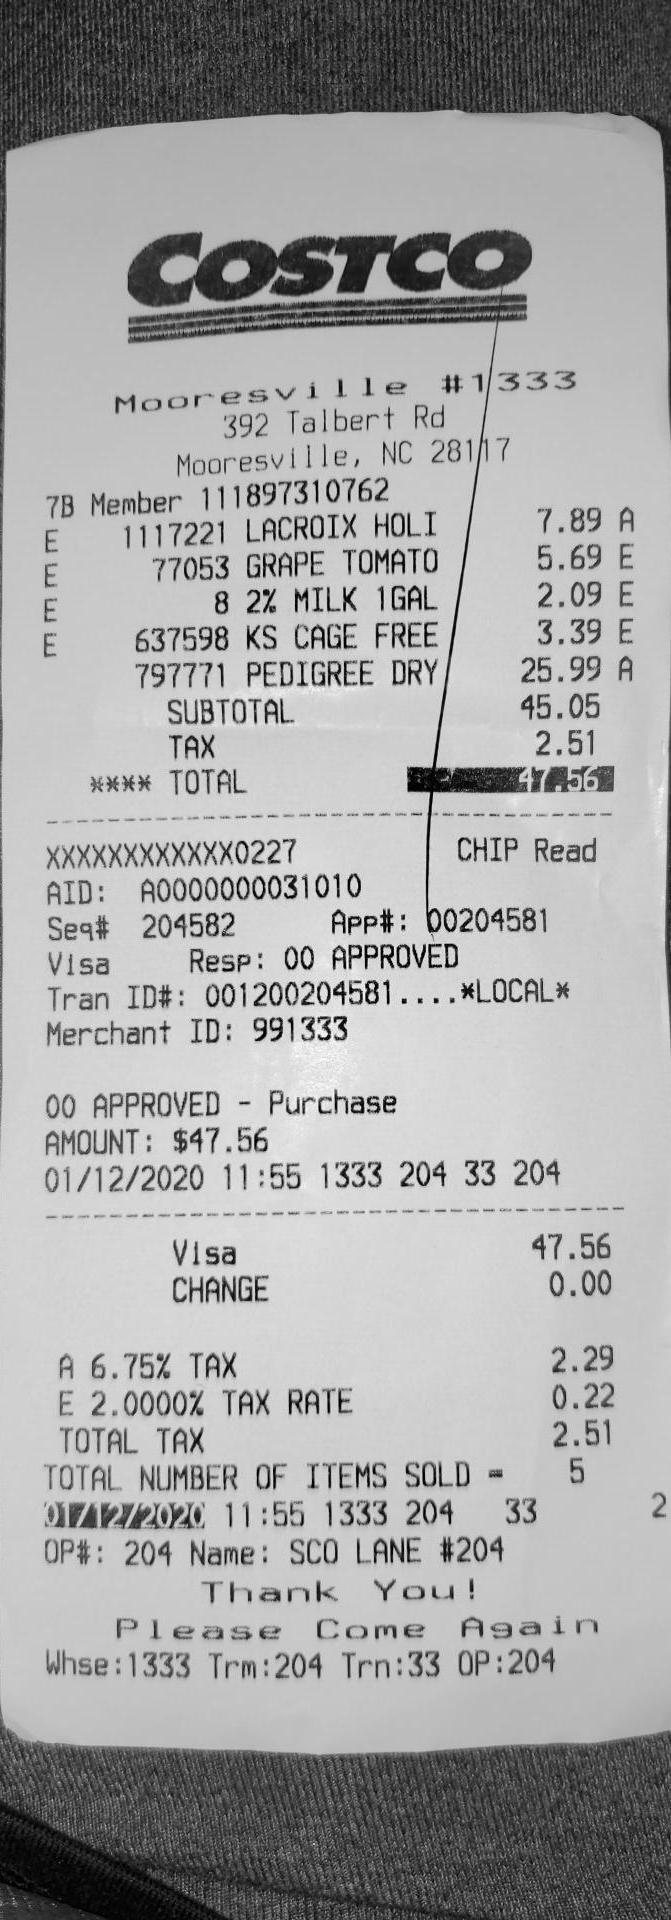 COSTCO
Mooresville #1333
392 Talbert Rd
Mooresville, NC 28117
7B Member 111897310762
E 1117221 LACROIX HOLI 7.89 A
E 77053 GRAPE TOMATO 5.69 E
E 8 2% MILK 1GAL 2.09 E
E 637598 KS CAGE FREE 3.39 E
797771 PEDIGREE DRY 25.99 A
SUBTOTAL 45.05
TAX 2.51
**** TOTAL 47.56
XXXXXXXXXXXX0227 CHIP Read
AID: A0000000031010
Seq# 204582 App#: 00204581
Visa Resp: 00 APPROVED
Tran ID#: 001200204581....*LOCAL*
Merchant ID: 991333
00 APPROVED - Purchase
AMOUNT: $47.56
01/12/2020 11:55 1333 204 33 204
Visa 47.56
CHANGE 0.00
A 6.75% TAX 2.29
E 2.0000% TAX RATE 0.22
TOTAL TAX 2.51
TOTAL NUMBER OF ITEMS SOLD = 5
01/12/2020 11:55 1333 204 33 2
OP#: 204 Name: SCO LANE #204
Thank You!
Please Come Again
Whse:1333 Trm:204 Trn:33 OP:204